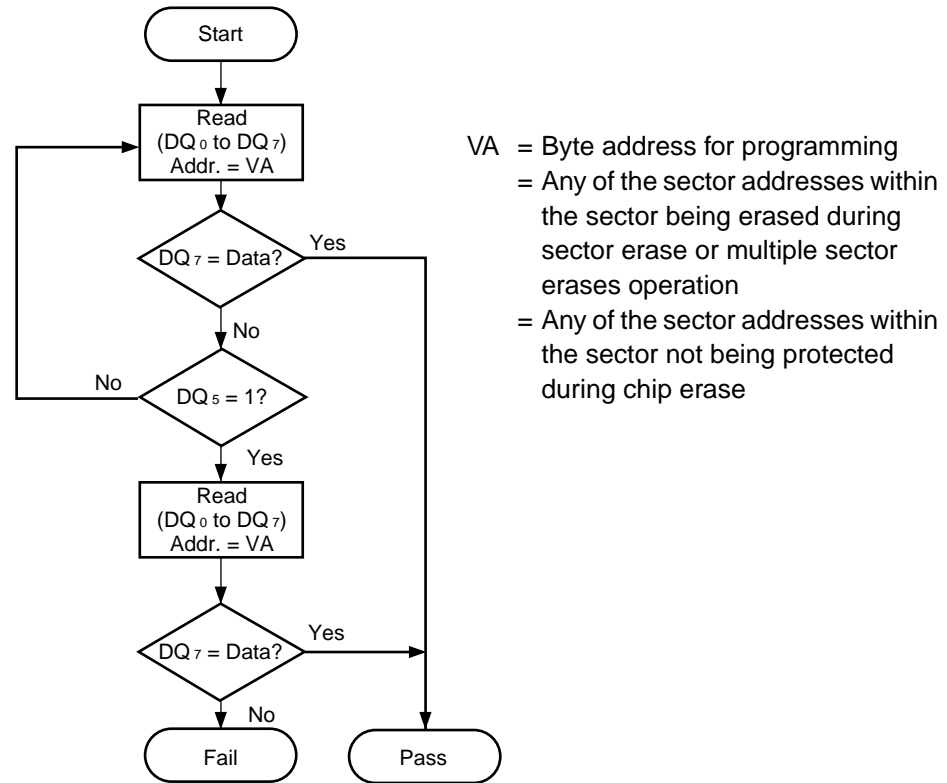 Start
Read
(DQ0 to DQ7)
Addr. = VA
DQ7 = Data?
Yes
No
DQ5 = 1?
No
Yes
Read
(DQ0 to DQ7)
Addr. = VA
DQ7 = Data?
Yes
No
Fail
Pass
VA = Byte address for programming
= Any of the sector addresses within
the sector being erased during
sector erase or multiple sector
erases operation
= Any of the sector addresses within
the sector not being protected
during chip erase